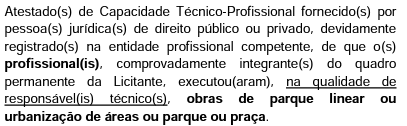 Atestado(s) de Capacidade Técnico-Profissional fornecido(s) por
pessoa(s) jurídica(s) de direito público ou privado, devidamente
registrado(s) na entidade profissional competente, de que o(s)
profissional(is), comprovadamente integrante(s) do quadro
permanente da Licitante, executou(aram), na qualidade de
responsável(is) técnico(s), obras de parque linear ou
urbanização de áreas ou parque ou praça.